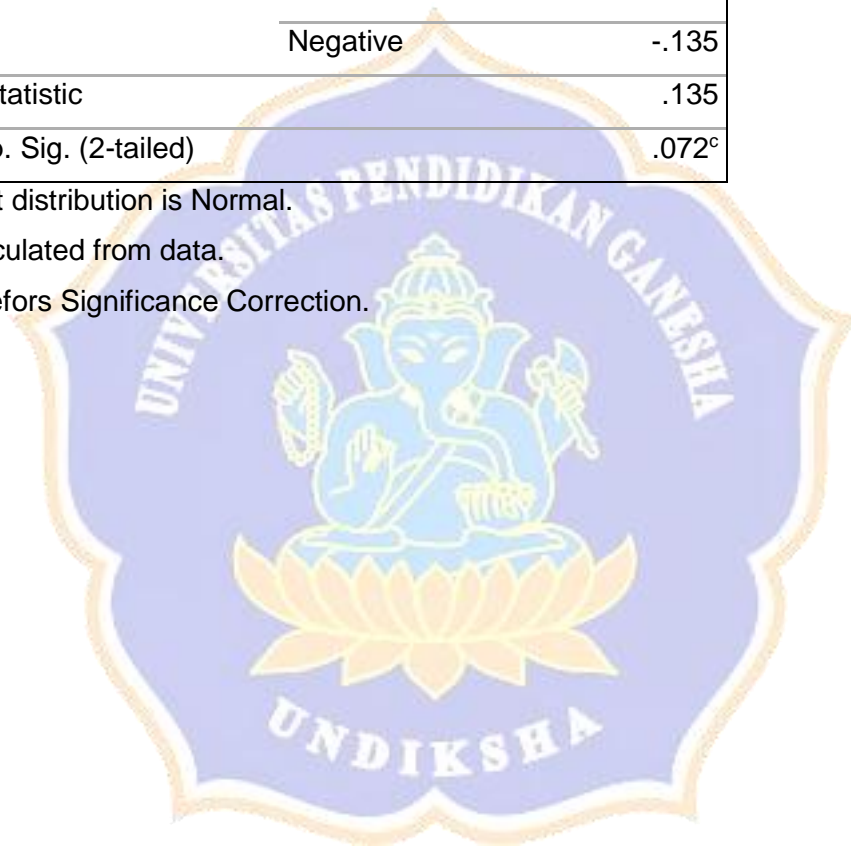 Negative -.135
tatistic .135
. Sig. (2-tailed) .072c
t distribution is Normal.
culated from data.
efors Significance Correction.
UNIVERSITAS PENDIDIKAN GANESHA
UNDIKSHA